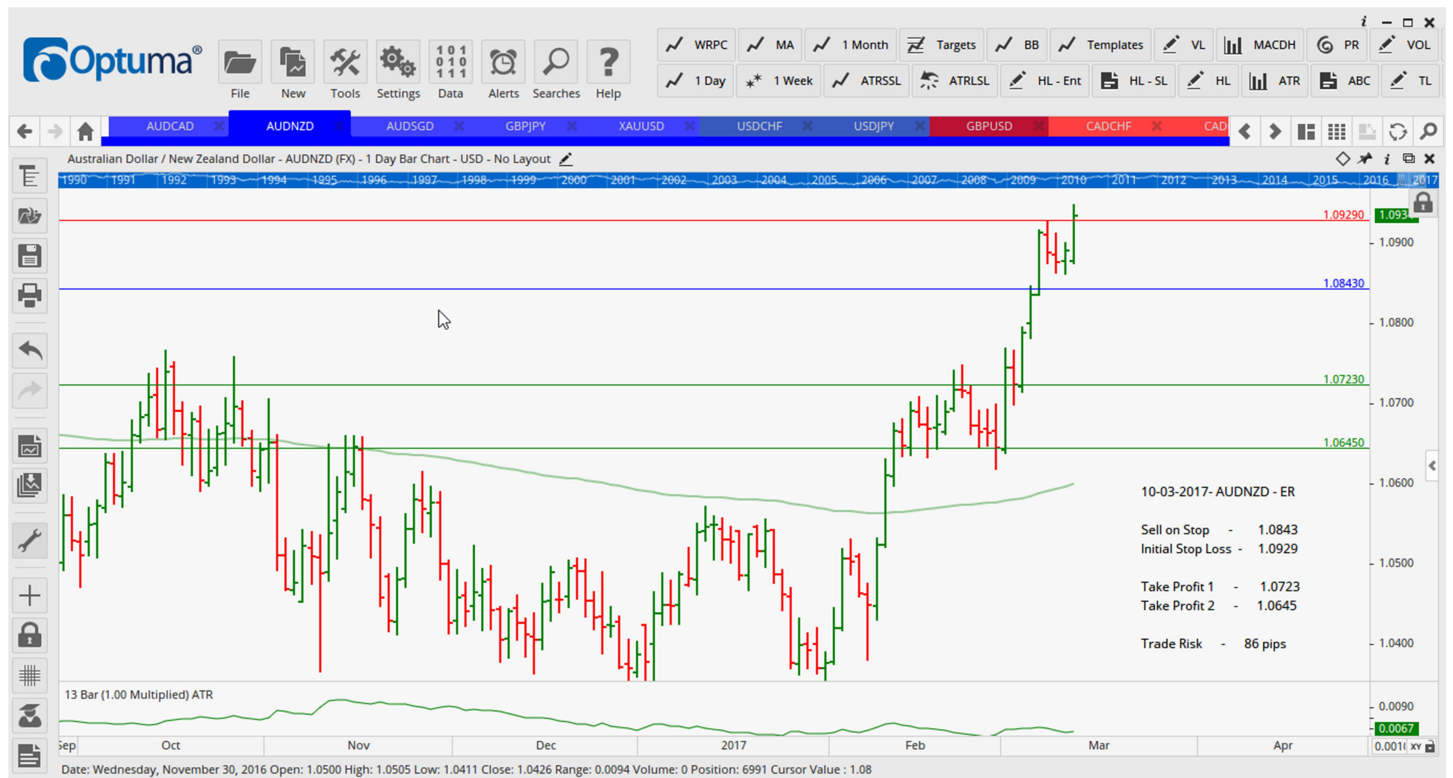 i
Optuma®
File New Tools Settings Data Alerts Searches Help
101
010
111
WRPC MA 1 Month Targets BB Templates VL MACDH PR VOL
1 Day 1 Week ATRSSL ATRLSL HL - Ent HL - SL HL ATR ABC TL
AUDCAD AUDNZD AUDSGD GBPJPY XAUUSD USDCHF USDJPY GBPUSD CADCHF CAD
Australian Dollar / New Zealand Dollar - AUDNZD (FX) - 1 Day Bar Chart - USD - No Layout
1990 1991 1992 1993 1994 1995 1996 1997 1998 1999 2000 2001 2002 2003 2004 2005 2006 2007 2008 2009 2010 2011 2012 2013 2014 2015 2016 2017
1.09290 1.093
1.0900
1.08430
1.0800
1.07230
1.0700
1.06450
1.0600
10-03-2017- AUDNZD - ER
Sell on Stop - 1.0843
Initial Stop Loss - 1.0929
1.0500
Take Profit 1 - 1.0723
Take Profit 2 - 1.0645
Trade Risk - 86 pips
1.0400
13 Bar (1.00 Multiplied) ATR
0.0090
0.0067
Sep Oct Nov Dec 2017 Feb Mar Apr
0.001 XY
Date: Wednesday, November 30, 2016 Open: 1.0500 High: 1.0505 Low: 1.0411 Close: 1.0426 Range: 0.0094 Volume: 0 Position: 6991 Cursor Value : 1.08